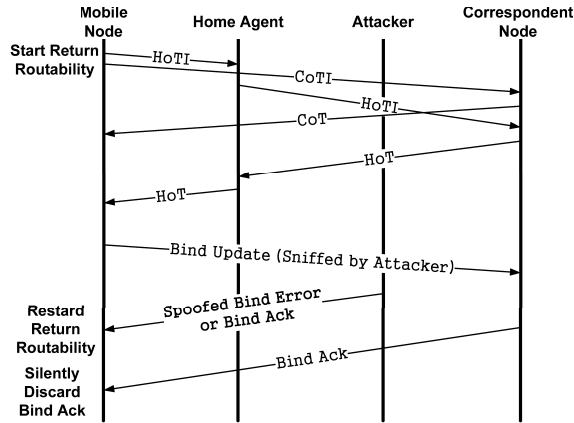 Mobile
Node
Home Agent
Attacker
Correspondent
Node
Start Return
Routability
HoTI
CoTI
HoTI
CoT
HoT
HoT
Bind Update (Sniffed by Attacker)
Spoofed Bind Error
or Bind Ack
Restard
Return
Routability
Bind Ack
Silently
Discard
Bind Ack